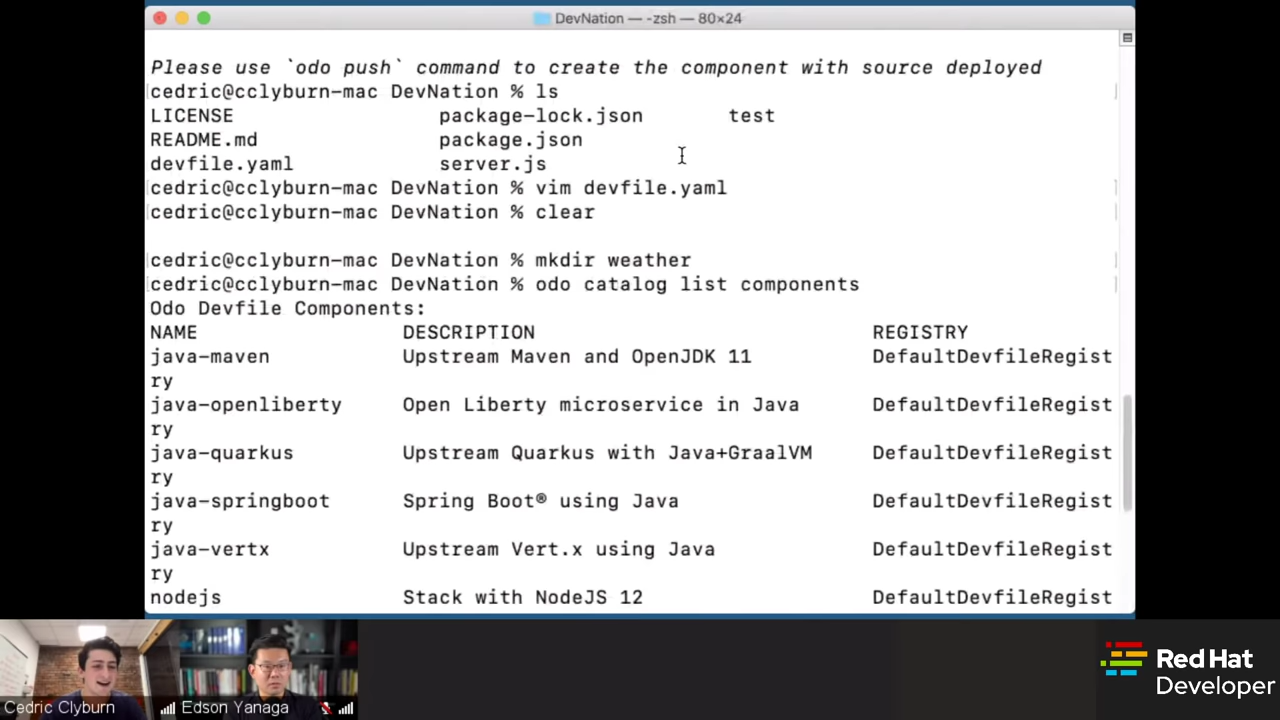 DevNation — -zsh — 80×24
Please use `odo push` command to create the component with source deployed
cedric@cclyburn-mac DevNation % ls
LICENSE package-lock.json test
README.md package.json
devfile.yaml server.js
cedric@cclyburn-mac DevNation % vim devfile.yaml
cedric@cclyburn-mac DevNation % clear
cedric@cclyburn-mac DevNation % mkdir weather
cedric@cclyburn-mac DevNation % odo catalog list components
Odo Devfile Components:
NAME DESCRIPTION REGISTRY
java-maven Upstream Maven and OpenJDK 11 DefaultDevfileRegist
ry
java-openliberty Open Liberty microservice in Java DefaultDevfileRegist
ry
java-quarkus Upstream Quarkus with Java+GraalVM DefaultDevfileRegist
ry
java-springboot Spring Boot® using Java DefaultDevfileRegist
ry
java-vertx Upstream Vert.x using Java DefaultDevfileRegist
ry
nodejs Stack with NodeJS 12 DefaultDevfileRegist
Cedric Clyburn
Edson Yanaga
Red Hat
Developer